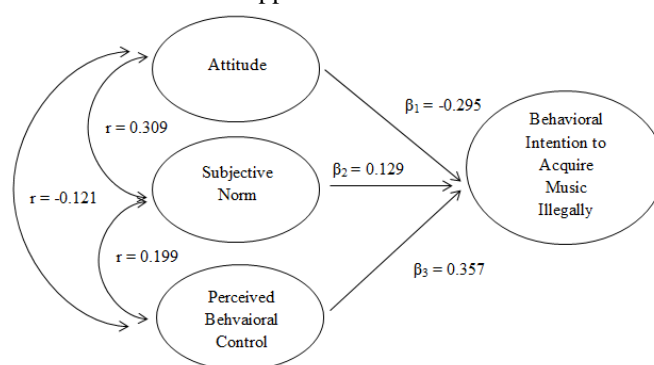 Attitude
β1 = -0.295
Behavioral
Intention to
Acquire
Music
Illegally
r = 0.309
Subjective
Norm
β2 = 0.129
r = -0.121
r = 0.199
β3 = 0.357
Perceived
Behvaioral
Control